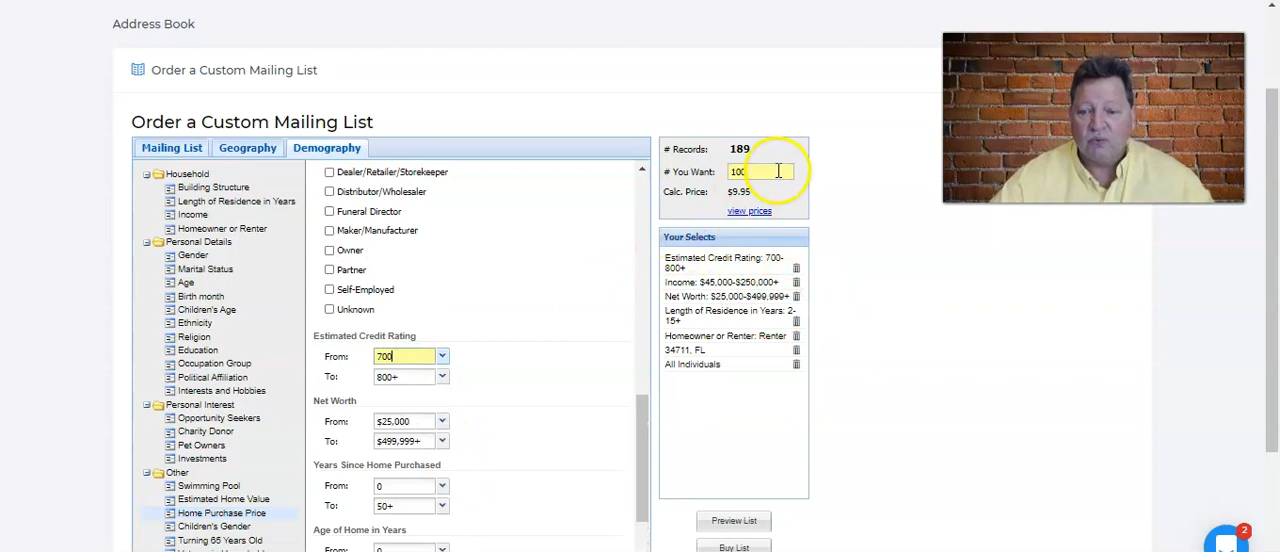 Address Book
Order a Custom Mailing List
Order a Custom Mailing List
Mailing List
Geography
Demography
Household
Building Structure
Length of Residence in Years
Income
Homeowner or Renter
Personal Details
Gender
Marital Status
Age
Birth month
Children's Age
Ethnicity
Religion
Education
Occupation Group
Political Affiliation
Interests and Hobbies
Personal Interest
Opportunity Seekers
Charity Donor
Pet Owners
Investments
Other
Swimming Pool
Estimated Home Value
Home Purchase Price
Children's Gender
Turning 65 Years Old
Dealer/Retailer/Storekeeper
Distributor/Wholesaler
Funeral Director
Maker/Manufacturer
Owner
Partner
Self-Employed
Unknown
Estimated Credit Rating
From: 700
To: 800+
Net Worth
From: $25,000
To: $499,999+
Years Since Home Purchased
From: 0
To: 50+
Age of Home in Years
From: 0
# Records: 189
# You Want: 100
Calc. Price: $9.95
view prices
Your Selects
Estimated Credit Rating: 700-
800+
Income: $45,000-$250,000+
Net Worth: $25,000-$499,999+
Length of Residence in Years: 2-
15+
Homeowner or Renter: Renter
34711, FL
All Individuals
Preview List
Buy List
2